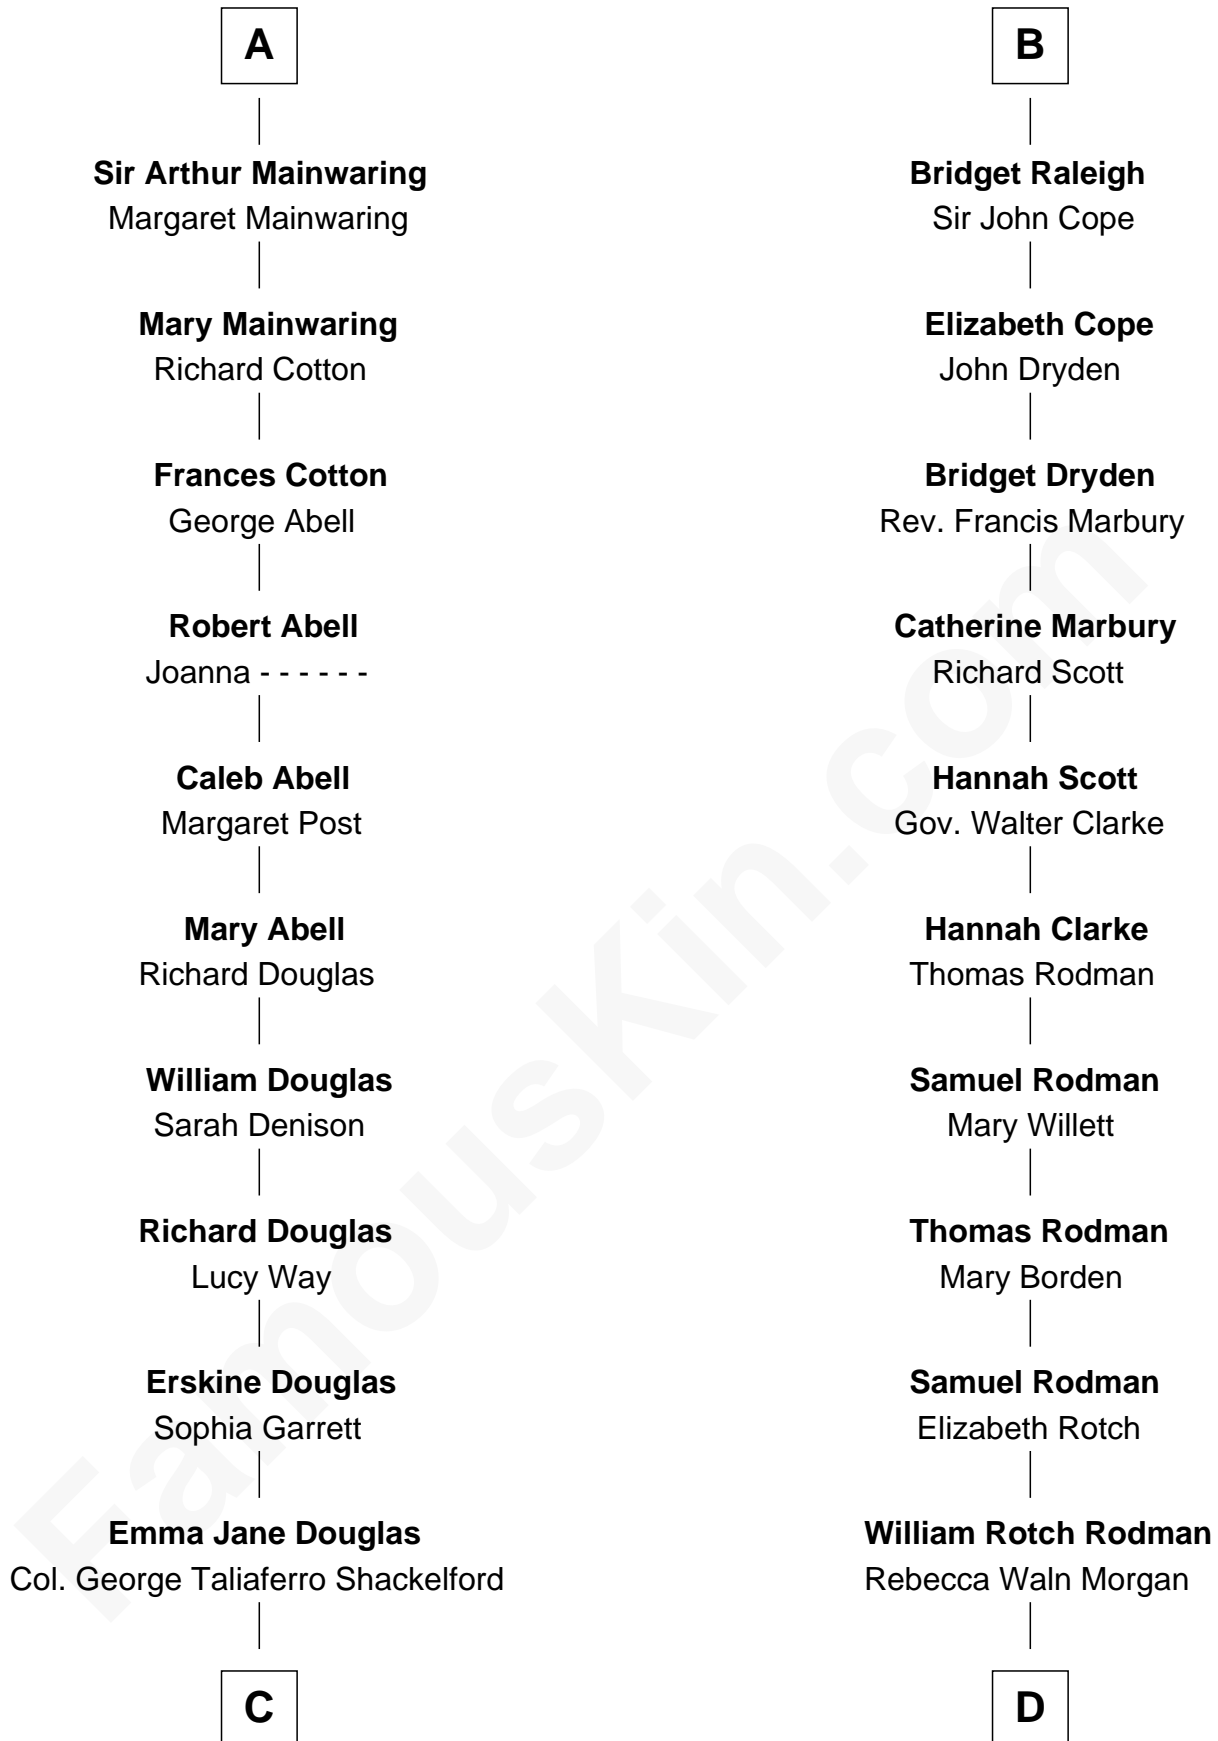 A
Sir Arthur Mainwaring
Margaret Mainwaring
Mary Mainwaring
Richard Cotton
Frances Cotton
George Abell
Robert Abell
Joanna - - - - - -
Caleb Abell
Margaret Post
Mary Abell
Richard Douglas
William Douglas
Sarah Denison
Richard Douglas
Lucy Way
Erskine Douglas
Sophia Garrett
Emma Jane Douglas
Col. George Taliaferro Shackelford
C
B
Bridget Raleigh
Sir John Cope
Elizabeth Cope
John Dryden
Bridget Dryden
Rev. Francis Marbury
Catherine Marbury
Richard Scott
Hannah Scott
Gov. Walter Clarke
Hannah Clarke
Thomas Rodman
Samuel Rodman
Mary Willett
Thomas Rodman
Mary Borden
Samuel Rodman
Elizabeth Rotch
William Rotch Rodman
Rebecca Waln Morgan
D
FamousKin.com